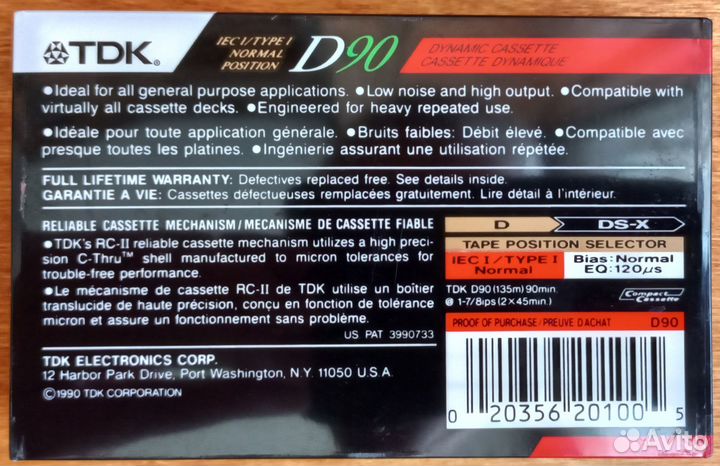 TDK.
IEC I/TYPE I
NORMAL
POSITION
D90
DYNAMIC CASSETTE
CASSETTE DYNAMIQUE
●Ideal for all general purpose applications. ●Low noise and high output. ●Compatible with
virtually all cassette decks. ●Engineered for heavy repeated use.
●Idéale pour toute application générale. ●Bruits faibles: Débit élevé. ●Compatible avec
presque toutes les platines. ●Ingénierie assurant une utilisation répétée.
FULL LIFETIME WARRANTY: Defectives replaced free. See details inside.
GARANTIE A VIE: Cassettes défectueuses remplacées gratuitement. Lire détail à l'intérieur.
RELIABLE CASSETTE MECHANISM/MECANISME DE CASSETTE FIABLE
●TDK's RC-II reliable cassette mechanism utilizes a high preci-
sion C-Thru™ shell manufactured to micron tolerances for
trouble-free performance.
●Le mécanisme de cassette RC-II de TDK utilise un boîtier
translucide de haute précision, conçu en fonction de tolérance
micron et assure un fonctionnement sans problème.
US PAT 3990733
TDK ELECTRONICS CORP.
12 Harbor Park Drive, Port Washington, N.Y. 11050 U.S.A.
©1990 TDK CORPORATION
D DS-X
TAPE POSITION SELECTOR
IEC I/TYPE I
Normal
Bias: Normal
EQ: 120μs
TDK D90 (135m) 90min.
@ 1-7/8ips (2×45min.)
Compact
Cassette
PROOF OF PURCHASE/PREUVE D'ACHAT D90
0 20356 20100 5
Avito